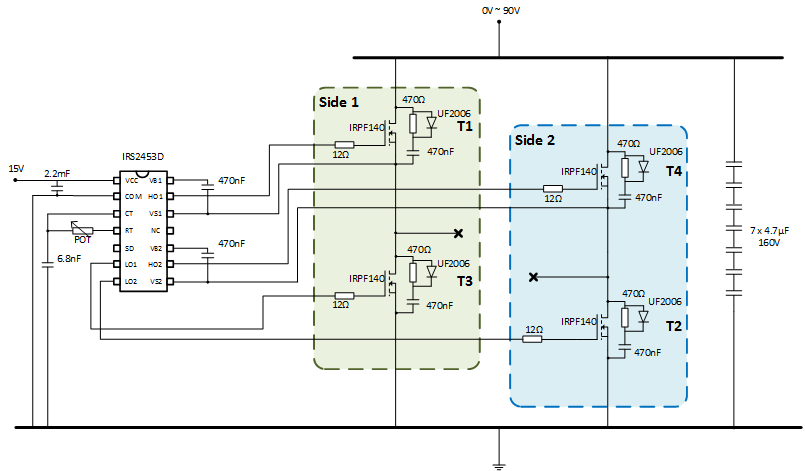 0V ~ 90V
Side 1
470Ω
UF2006
T1
IRPF140
12Ω
470nF
Side 2
470Ω
UF2006
T4
IRPF140
12Ω
470nF
IRS2453D
15V
2.2mF
VCC
VB1
470nF
COM
HO1
CT
VS1
RT
NC
POT
SD
VB2
470nF
6.8nF
LO1
HO2
LO2
VS2
470Ω
UF2006
T3
IRPF140
12Ω
470nF
470Ω
UF2006
T2
IRPF140
12Ω
470nF
7 x 4.7µF
160V